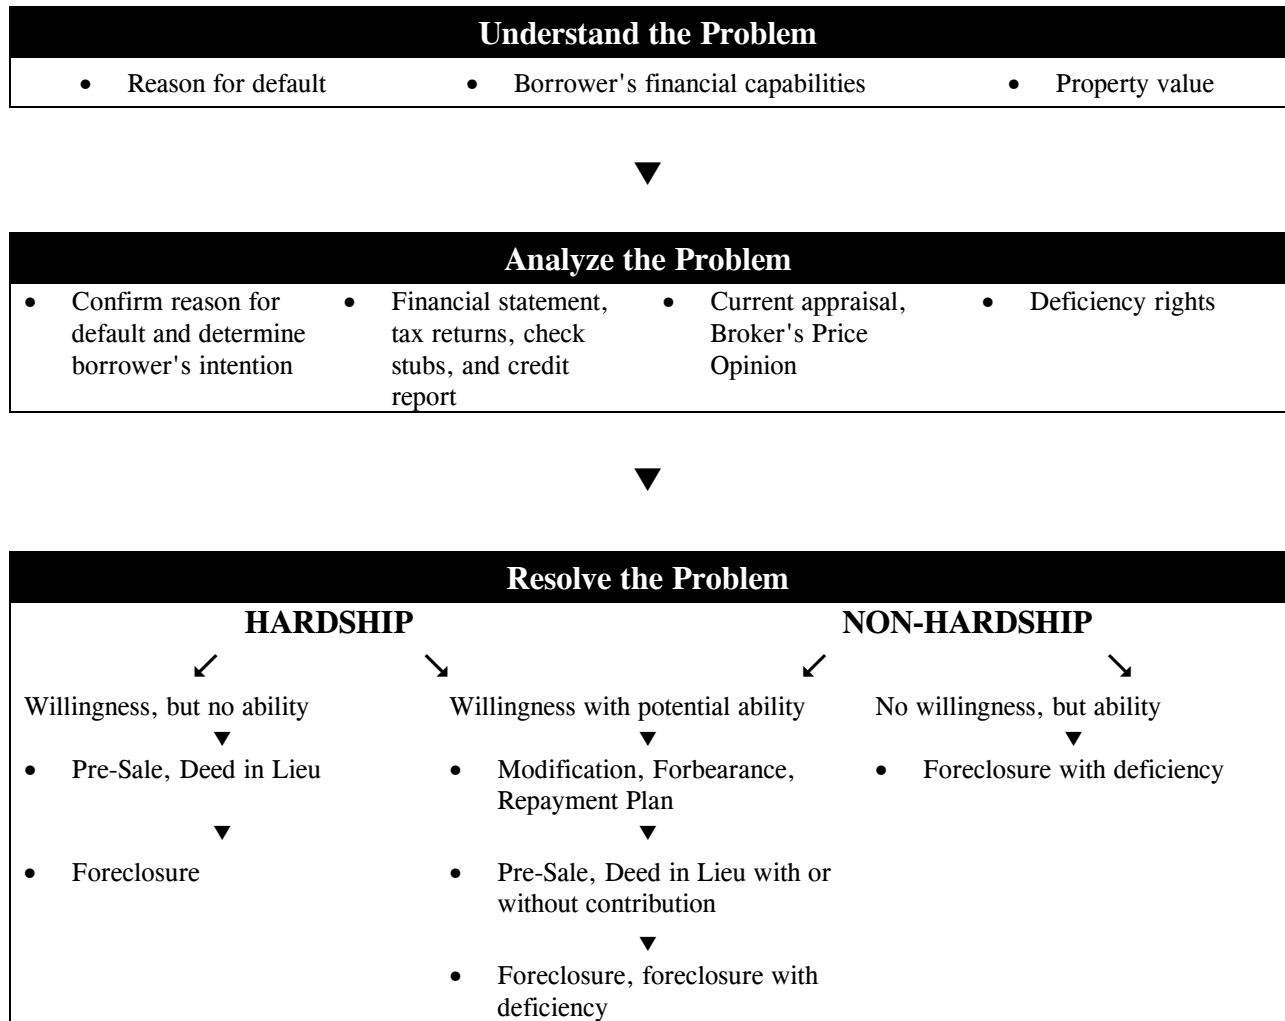 Understand the Problem
• Reason for default
• Borrower's financial capabilities
• Property value
▼
Analyze the Problem
• Confirm reason for
default and determine
borrower's intention
• Financial statement,
tax returns, check
stubs, and credit
report
• Current appraisal,
Broker's Price
Opinion
• Deficiency rights
▼
Resolve the Problem
HARDSHIP
NON-HARDSHIP
Willingness, but no ability
▼
• Pre-Sale, Deed in Lieu
▼
• Foreclosure
Willingness with potential ability
▼
• Modification, Forbearance,
Repayment Plan
▼
• Pre-Sale, Deed in Lieu with or
without contribution
▼
• Foreclosure, foreclosure with
deficiency
No willingness, but ability
▼
• Foreclosure with deficiency